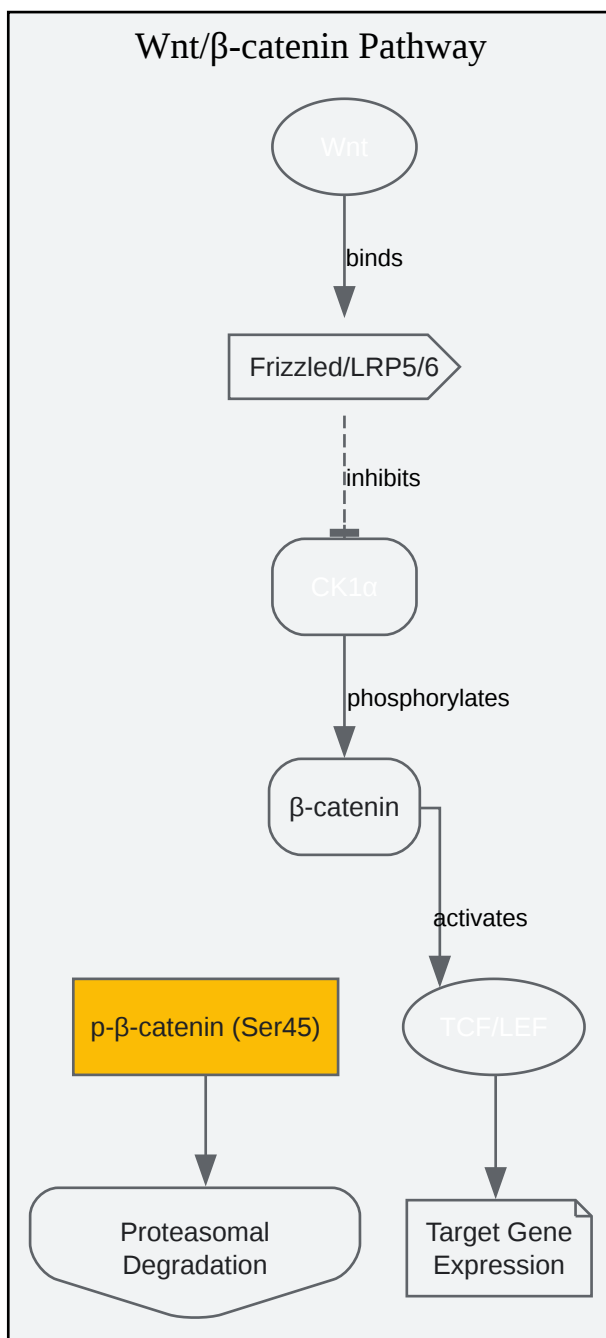 Wnt/β-catenin Pathway
Wnt
binds
Frizzled/LRP5/6
inhibits
CK1α
phosphorylates
β-catenin
activates
p-β-catenin (Ser45)
TCF/LEF
Proteasomal
Degradation
Target Gene
Expression